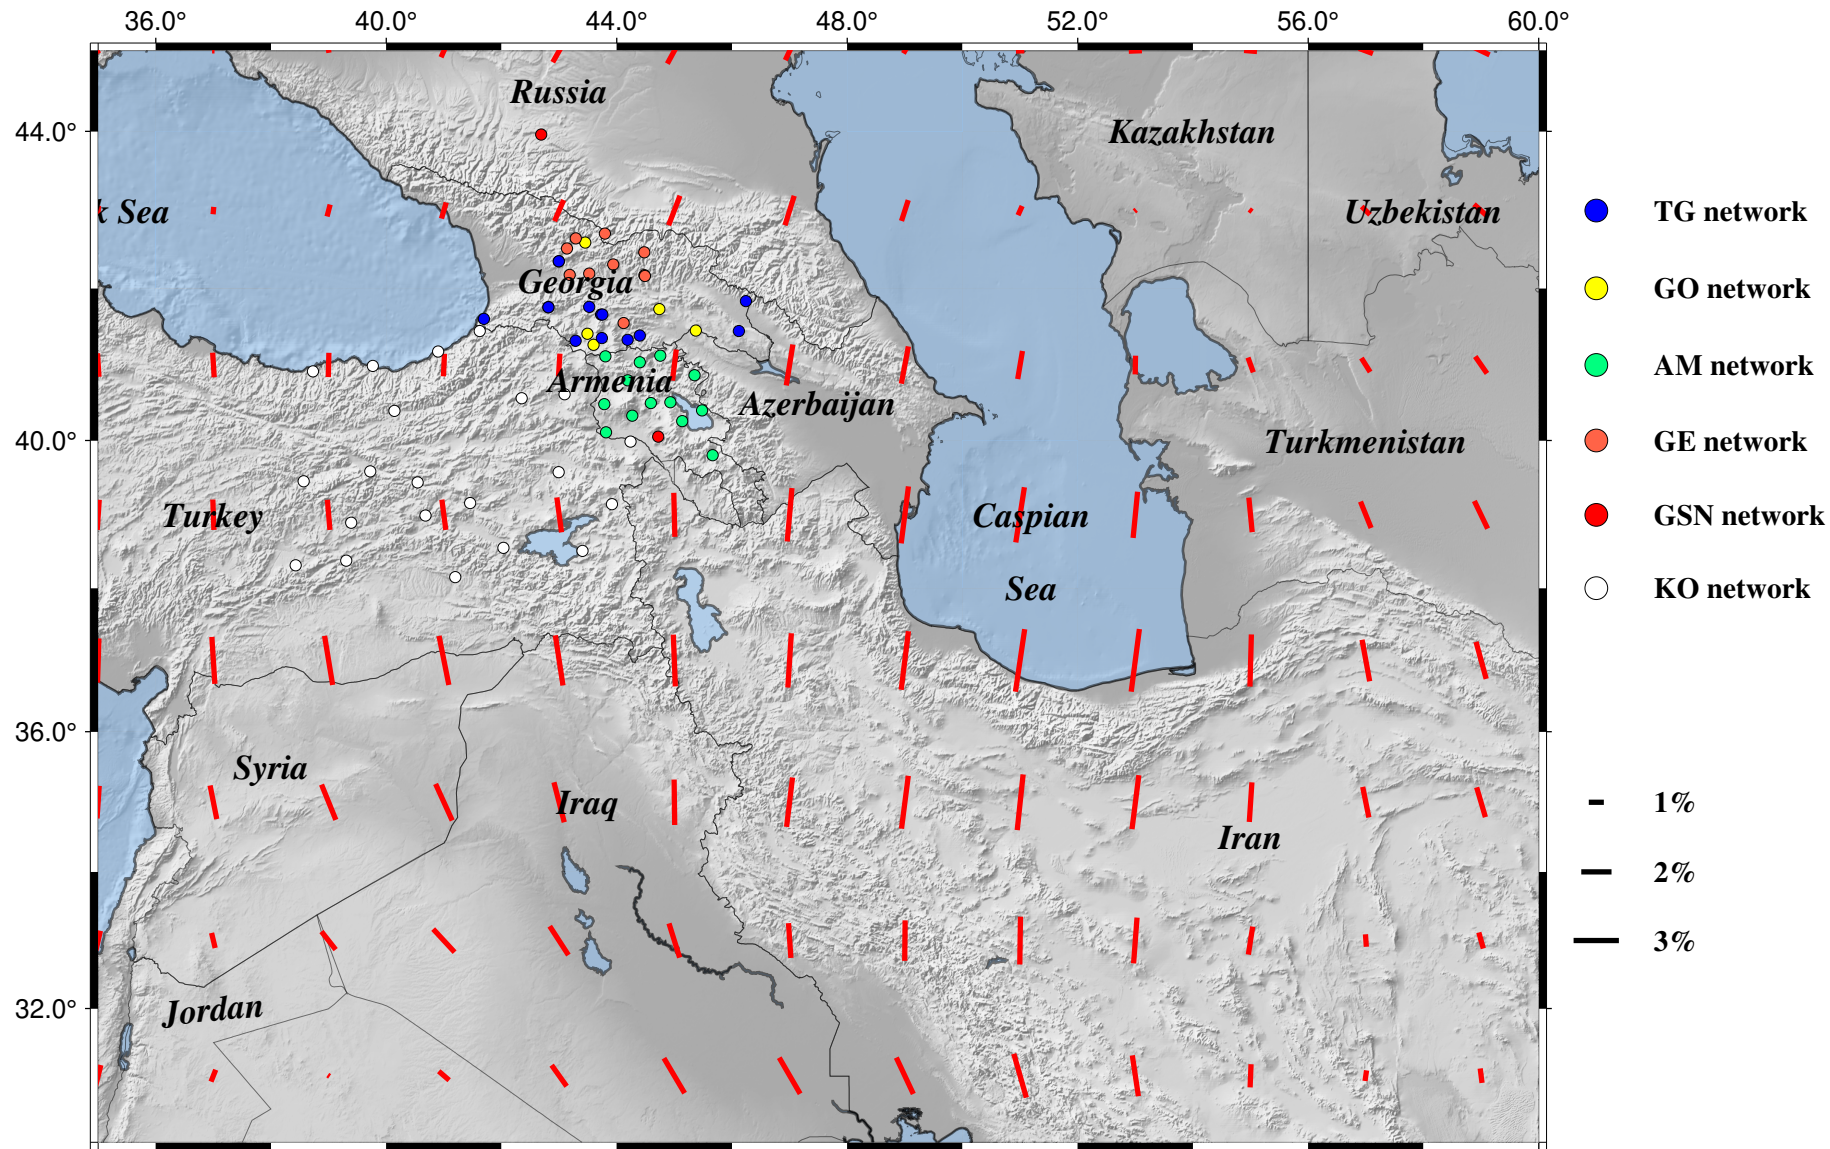 36.0° 40.0° 44.0° 48.0° 52.0° 56.0° 60.0°
Russia
44.0°
Kazakhstan
k Sea
Uzbekistan
TG network
Georgia
GO network
Armenia
AM network
Azerbaijan
40.0°
Turkmenistan
GE network
Turkey
Caspian
GSN network
Sea
KO network
36.0°
Syria
Iraq
1%
Iran
2%
3%
32.0°
Jordan